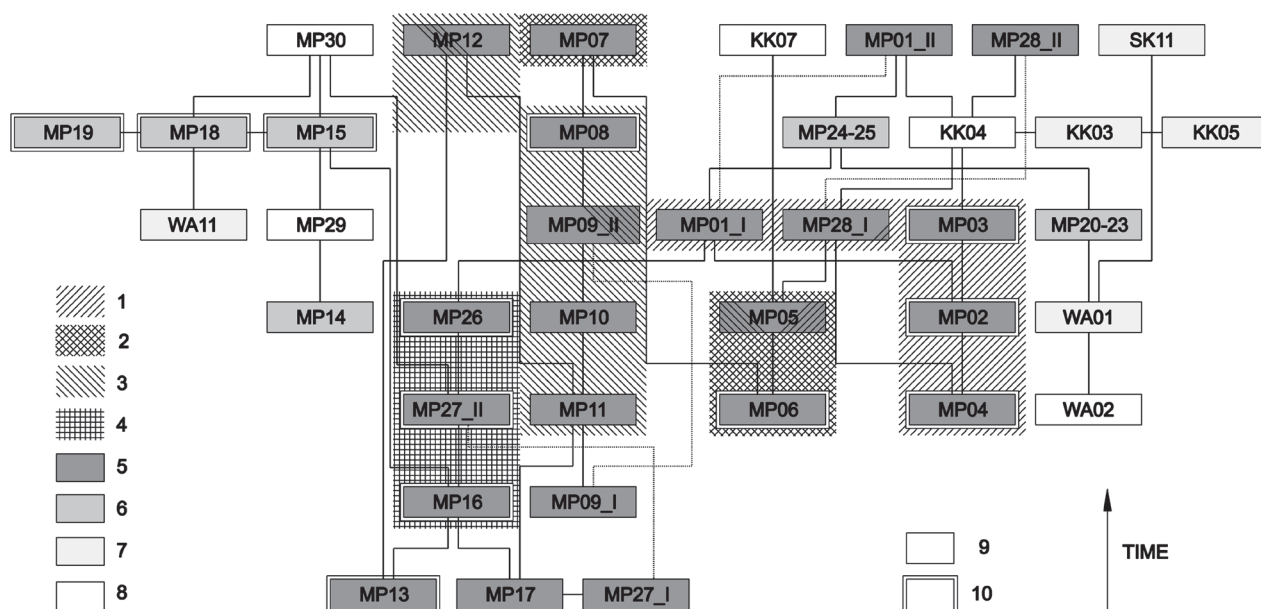 MP30 MP12 MP07 KK07 MP01_II MP28_II SK11
MP19 MP18 MP15 MP08 MP24-25 KK04 KK03 KK05
WA11 MP29 MP09_II MP01_I MP28_I MP03 MP20-23
1 MP14 MP26 MP10 MP05 MP02 WA01
2
3
4 MP27_II MP11 MP06 MP04 WA02
5
6 MP16 MP09_I
7 9 TIME
8 MP13 MP17 MP27_I 10